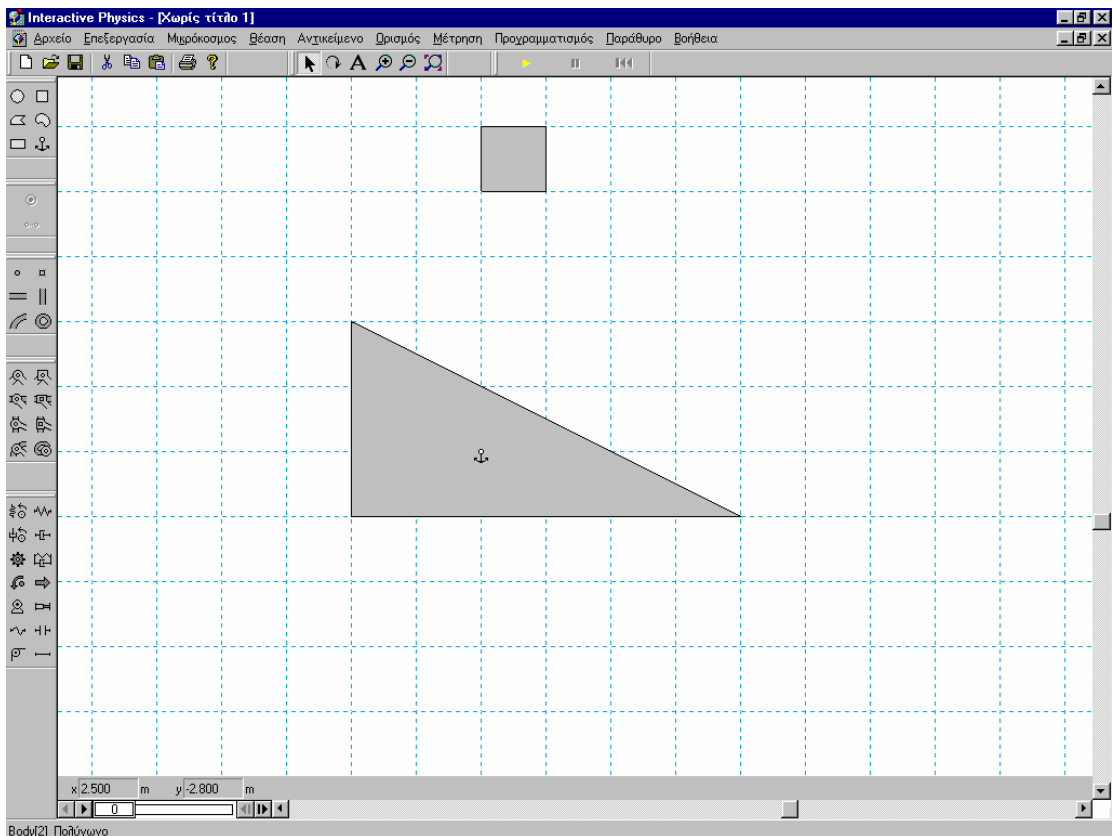 Interactive Physics - [Χωρίς τίτλο 1]
Αρχείο Επεξεργασία Μικρόκοσμος Θέαση Αντικείμενο Ορισμός Μέτρηση Προγραμματισμός Παράθυρο Βοήθεια
A
x 2.500 m y -2.800 m
0
Body[2] Πολύγωνο